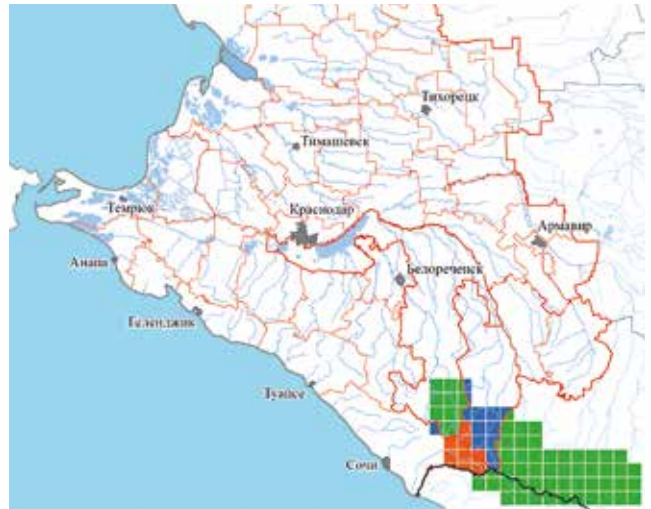 Тихорецк
Тимашевск
Темрюк
Краснодар
Армавир
Анапа
Белореченск
Геленджик
Туапсе
Сочи